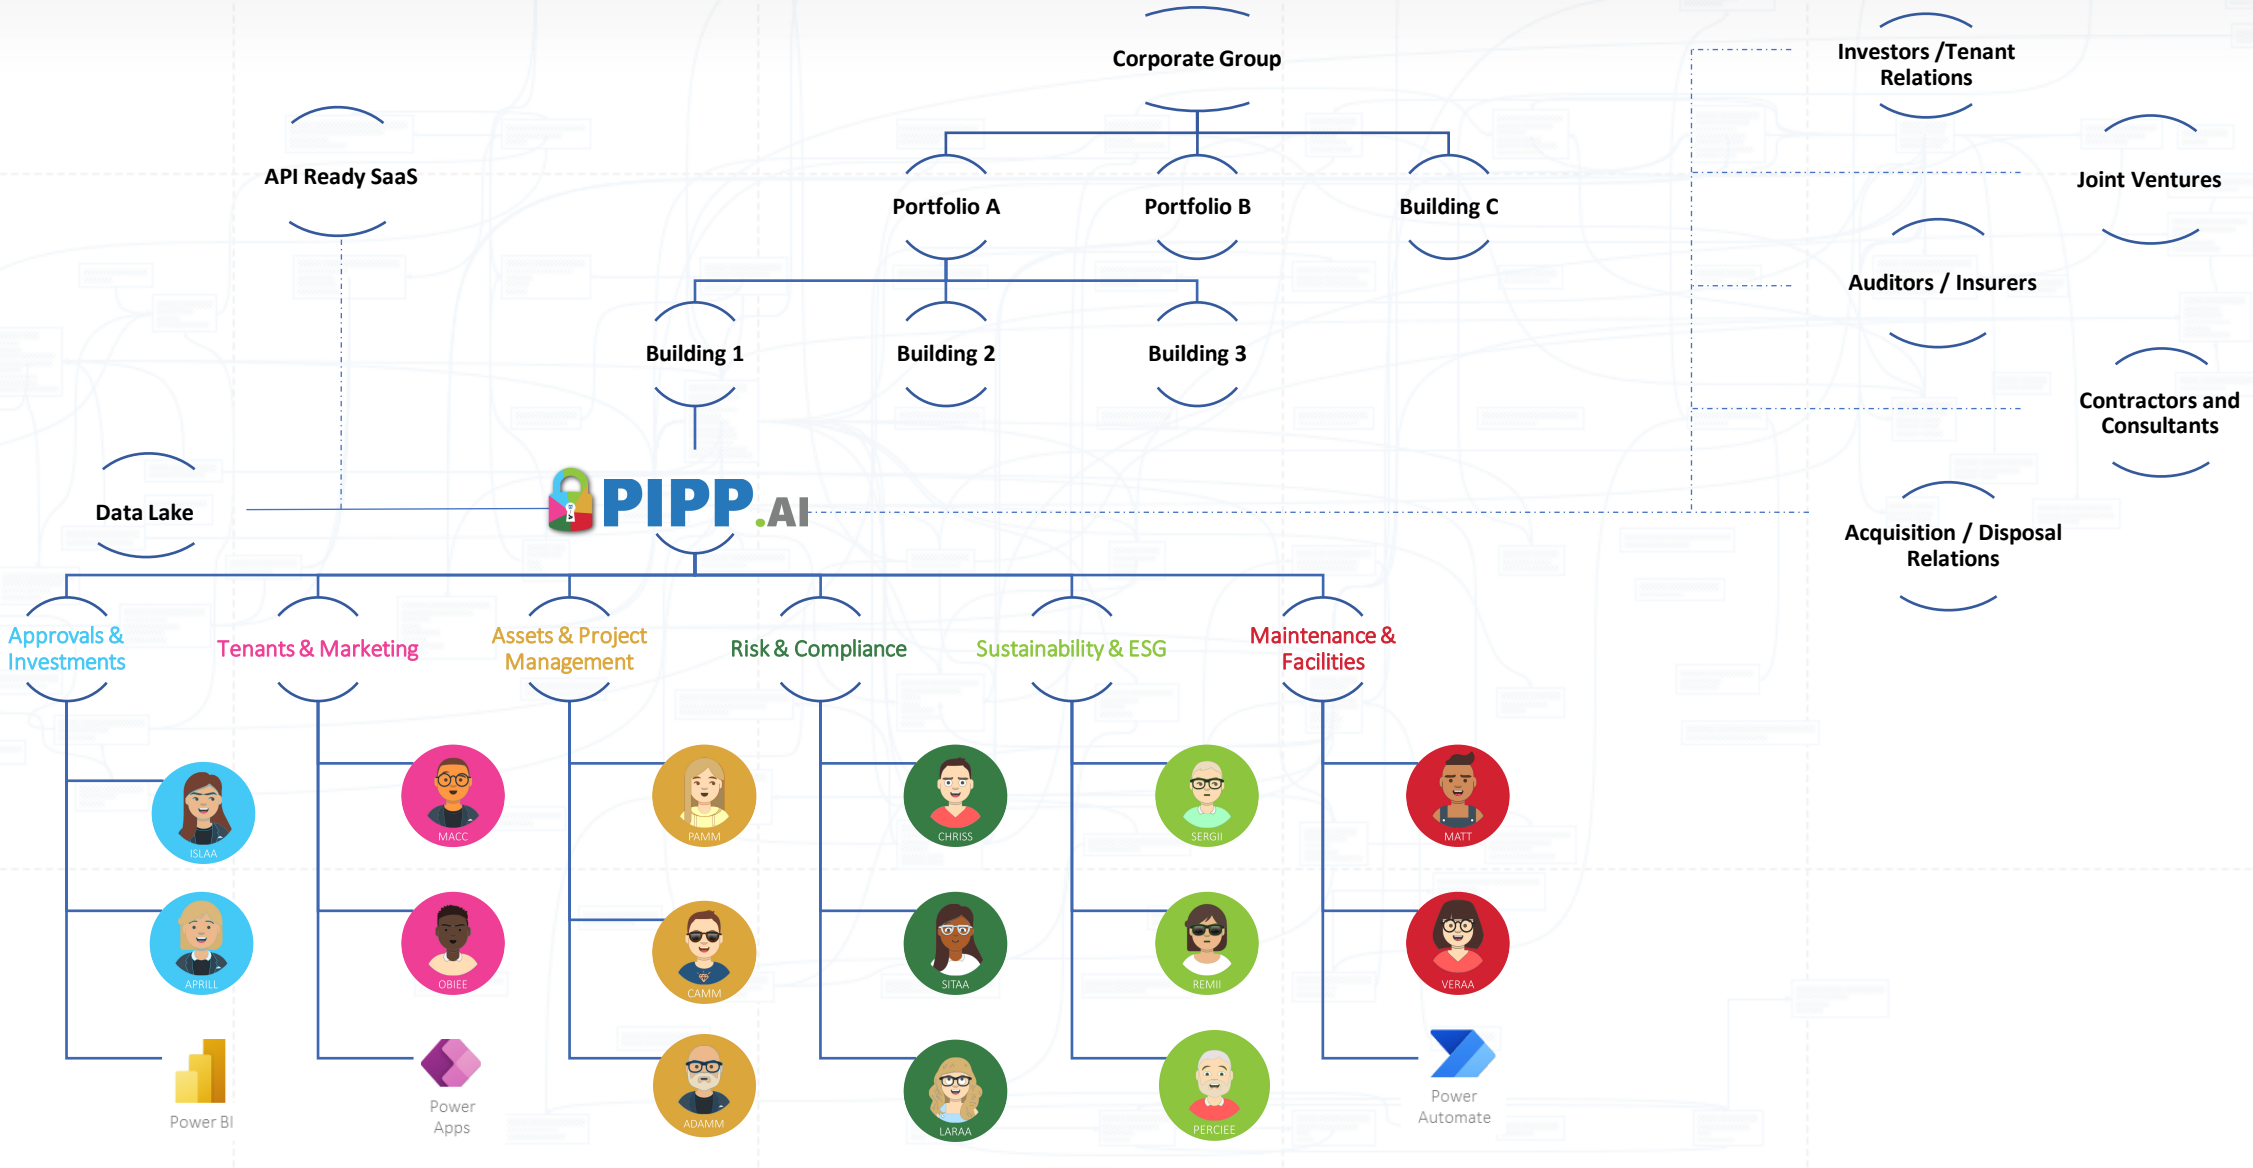 Corporate Group
Investors /Tenant
Relations
API Ready SaaS
Joint Ventures
Portfolio A
Portfolio B
Building C
Auditors / Insurers
Building 1
Building 2
Building 3
Contractors and
Consultants
Data Lake
PIPP.AI
Acquisition / Disposal
Relations
Approvals &
Investments
Tenants & Marketing
Assets & Project
Management
Risk & Compliance
Sustainability & ESG
Maintenance &
Facilities
ISLAA
MACC
PAMM
CHRISS
SERGII
MATT
APRILL
OBIEE
CAMM
SITAA
REMII
VERAA
Power BI
Power
Apps
ADAMM
LARAA
PERCIEE
Power
Automate